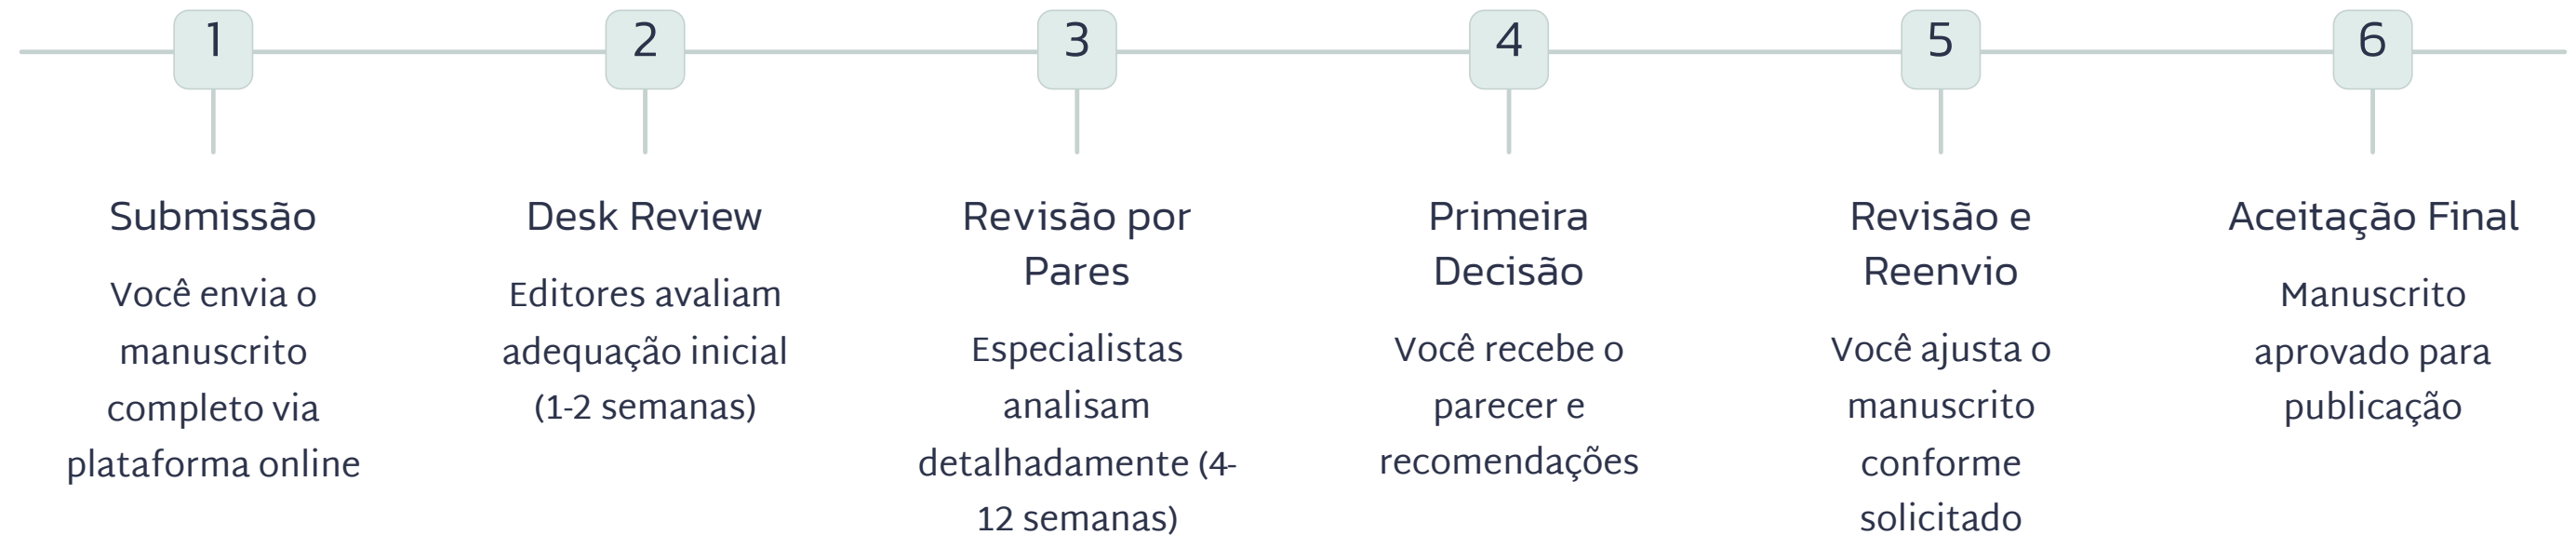 1
Submissão
Você envia o
manuscrito
completo via
plataforma online
2
Desk Review
Editores avaliam
adequação inicial
(1-2 semanas)
3
Revisão por
Pares
Especialistas
analisam
detalhadamente (4-
12 semanas)
4
Primeira
Decisão
Você recebe o
parecer e
recomendações
5
Revisão e
Reenvio
Você ajusta o
manuscrito
conforme
solicitado
6
Aceitação Final
Manuscrito
aprovado para
publicação